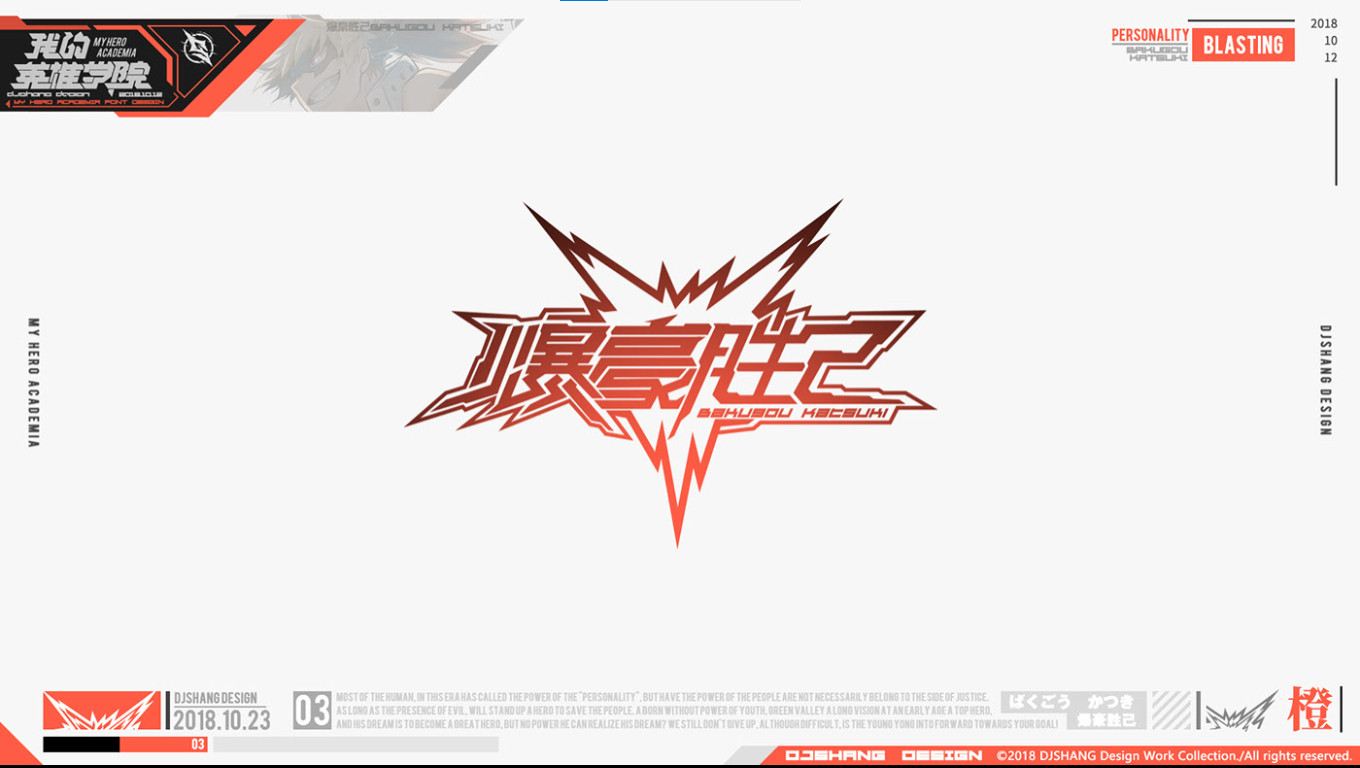 我的
英雄学院
MY HERO
ACADEMIA
DJSHANG DESIGN
2018.10.12
MY HERO ACADEMIA FONT DESIGN
爆豪胜己BAKUGOU KATSUKI
PERSONALITY
BAKUGOU
KATSUKI
BLASTING
2018
10
12
MY HERO ACADEMIA
爆豪胜己
BAKUGOU KATSUKI
DJSHANG DESIGN
DJSHANG DESIGN
2018.10.23
03
03
MOST OF THE HUMAN, IN THIS ERA HAS CALLED THE POWER OF THE "PERSONALITY". BUT HAVE THE POWER OF THE PEOPLE ARE NOT NECESSARILY BELONG TO THE SIDE OF JUSTICE.
AS LONG AS THE PRESENCE OF EVIL, WILL STAND UP A HERO TO SAVE THE PEOPLE. A BORN WITHOUT POWER OF YOUTH, GREEN VALLEY A LONG VISION AT AN EARLY AGE A TOP HERO,
AND HIS DREAM IS TO BECOME A GREAT HERO, BUT NO POWER HE CAN REALIZE HIS DREAM? WE STILL DON'T GIVE UP, ALTHOUGH DIFFICULT, IS THE YOUNG YONG INTO FORWARD TOWARDS YOUR GOAL!
ばくごう かつき
爆豪胜己
橙
DJSHANG DESIGN
©2018 DJSHANG Design Work Collection./All rights reserved.